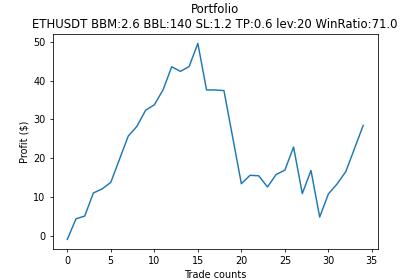 Portfolio
ETHUSDT BBM:2.6 BBL:140 SL:1.2 TP:0.6 lev:20 WinRatio:71.0
50
40
30
20
10
0
Profit ($)
0 5 10 15 20 25 30 35
Trade counts